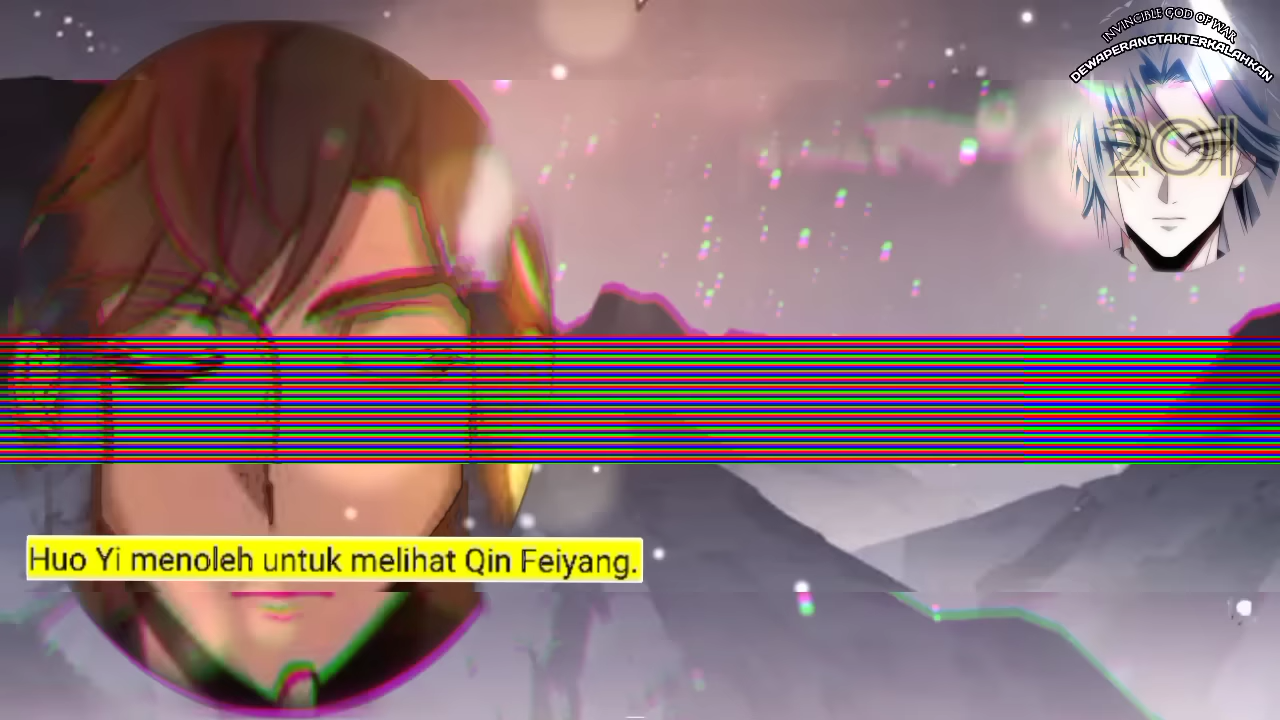 INVINCIBLE GOD OF WAR
DEWAPERANGTAKTERKALAHKAN
201
Huo Yi menoleh untuk melihat Qin Feiyang.